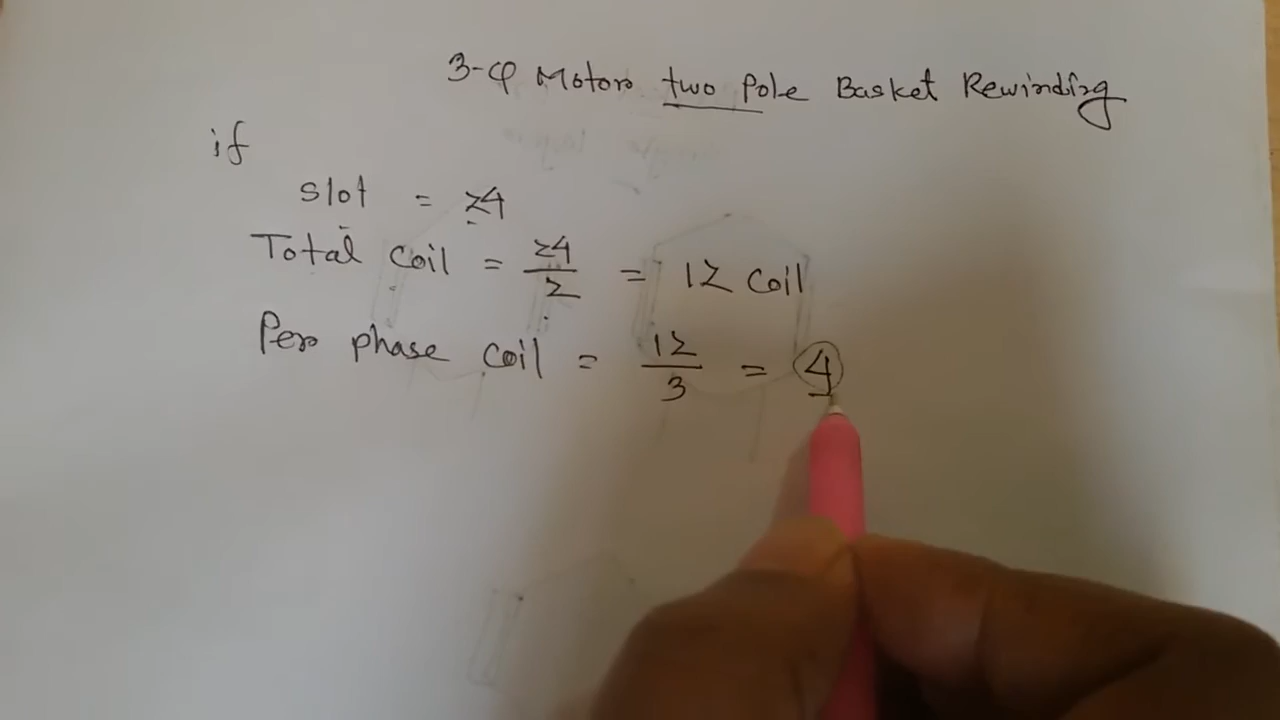 3-φ Motor two Pole Basket Rewinding
if
slot = 24
Total coil = 24/2 = 12 coil
Per phase coil = 12/3 = 4